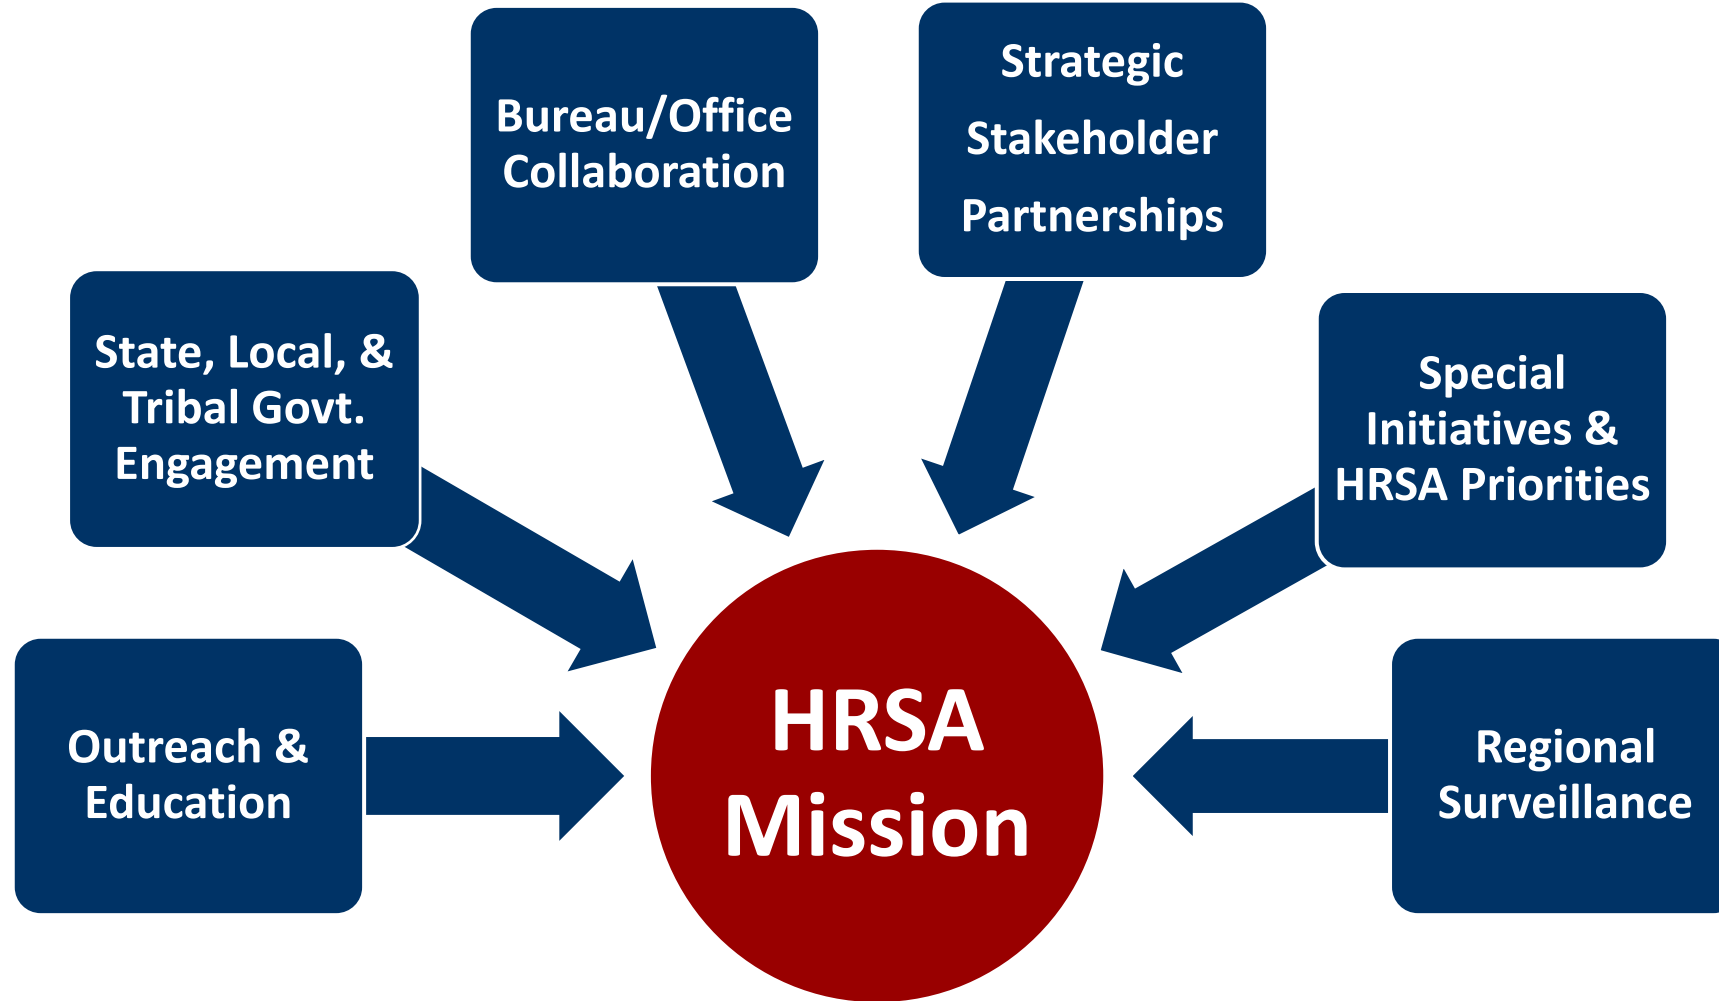 Bureau/Office
Collaboration
Strategic
Stakeholder
Partnerships
State, Local, &
Tribal Govt.
Engagement
Special
Initiatives &
HRSA Priorities
Outreach &
Education
HRSA
Mission
Regional
Surveillance